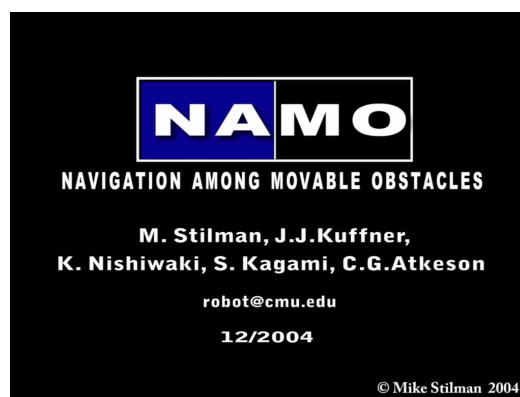 NAMO
NAVIGATION AMONG MOVABLE OBSTACLES
M. Stilman, J.J.Kuffner,
K. Nishiwaki, S. Kagami, C.G.Atkeson
robot@cmu.edu
12/2004
© Mike Stilman 2004